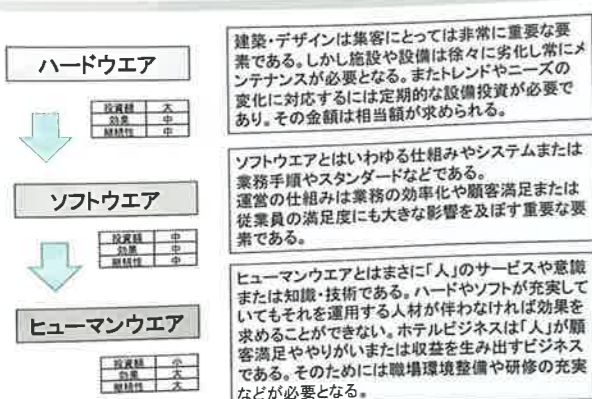 ハードウエア
建築・デザインは集客にとっては非常に重要な要
素である。しかし施設や設備は徐々に劣化し常にメ
ンテナンスが必要となる。またトレンドやニーズの
変化に対応するには定期的な設備投資が必要で
あり。その金額は相当額が求められる。
投資額 大
効果 中
継続性 中
ソフトウエア
ソフトウエアとはいわゆる仕組みやシステムまたは
業務手順やスタンダードなどである。
運営の仕組みは業務の効率化や顧客満足または
従業員の満足度にも大きな影響を及ぼす重要な要
素である。
投資額 中
効果 中
継続性 中
ヒューマンウエア
ヒューマンウエアとはまさに「人」のサービスや意識
または知識・技術である。ハードやソフトが充実して
いてもそれを運用する人材が伴わなければ効果を
求めることができない。ホテルビジネスは「人」が顧
客満足ややりがいまたは収益を生み出すビジネス
である。そのためには職場環境整備や研修の充実
などが必要となる。
投資額 小
効果 大
継続性 大